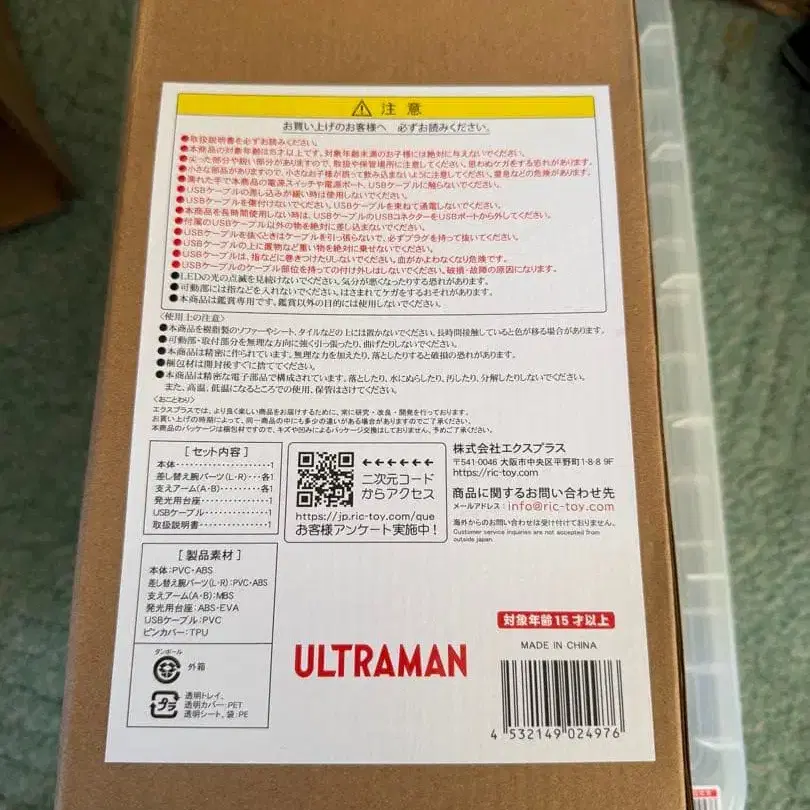 ⚠ 注意
お買い上げのお客様へ 必ずお読みください。
●取扱説明書を必ずお読みください。
●本商品の対象年齢は15才以上です。対象年齢未満のお子様には絶対に与えないでください。
●尖った部分や鋭い部分がありますので、取扱や保管場所に注意してください。思わぬケガをする恐れがあります。
●小さな部品がありますので、小さなお子様が誤って飲み込まないように注意してください。窒息などの危険があります。
●濡れた手で本商品の電源スイッチや電源ポート、USBケーブルに触らないでください。
●USBケーブルの差し込みが緩い時は使用しないでください。
●USBケーブルを傷付けないでください。USBケーブルを束ねて通電しないでください。
●本商品を長時間使用しない時は、USBケーブルのUSBコネクターをUSBポートから外してください。
●付属のUSBケーブル以外の物を絶対に差し込まないでください。
●USBケーブルを抜くときはケーブルを引っ張らないで、必ずプラグを持って抜いてください。
●USBケーブルの上に置物など重い物を絶対に乗せないでください。
●USBケーブルは、指などに巻きつけたりしないでください。血がかよわなくなり危険です。
●USBケーブルのケーブル部位を持っての付け外しはしないでください。破損・故障の原因になります。
●LEDの光の点滅を見続けないでください。気分が悪くなったりする恐れがあります。
●可動部には指などを入れないでください。はさまれてケガをするおそれがあります。
●本商品は鑑賞専用です。鑑賞以外の目的には使用しないでください。
〈使用上の注意〉
●本商品を樹脂製のソファーやシート、タイルなどの上には置かないでください。長時間接触していると色が移る場合があります。
●可動部・取付部分を無理な方向に強く引っ張ったり、曲げたりしないでください。
●本商品は精密に作られています。無理な力を加えたり、落としたりすると破損の恐れがあります。
●梱包材は開封後すぐに捨ててください。
●本商品は精密な電子部品で構成されています。落としたり、水にぬらしたり、汚したり、分解したりしないでください。
また、高温、低温になるところでの使用、保管はさけてください。
〈おことわり〉
エクスプラスでは、より良く楽しい商品をお届けするために、常に研究・改良・開発を行っております。
お買い上げの時期によって、同一商品の中にも多少の違いがある場合がありますのでご了承ください。
本商品のパッケージは梱包材ですので、キズや凹みによるパッケージ交換はしておりません。予めご了承ください。
[セット内容]
本体‥‥‥‥‥‥‥‥1
差し替え腕パーツ(L・R)‥‥各1
支えアーム(A・B)‥‥‥各1
発光用台座‥‥‥‥‥1
USBケーブル‥‥‥‥1
取扱説明書‥‥‥‥‥1
←←←←←←
二次元コード
からアクセス
https://jp.ric-toy.com/que
お客様アンケート実施中!
株式会社エクスプラス
〒541-0046 大阪市中央区平野町1-8-8 9F
https://ric-toy.com
商品に関するお問い合わせ先
メールアドレス:info@ric-toy.com
海外からのお問い合わせは受け付けておりません。
Customer service inquiries are not accepted from
outside japan.
[製品素材]
本体:PVC・ABS
差し替え腕パーツ(L・R):PVC・ABS
支えアーム(A・B):MBS
発光用台座:ABS・EVA
USBケーブル:PVC
ピンカバー:TPU
ダンボール
外箱
プラ
透明トレイ、
透明カバー:PET
透明シート、袋:PE
ULTRAMAN
対象年齢15才以上
MADE IN CHINA
4 532149 024976